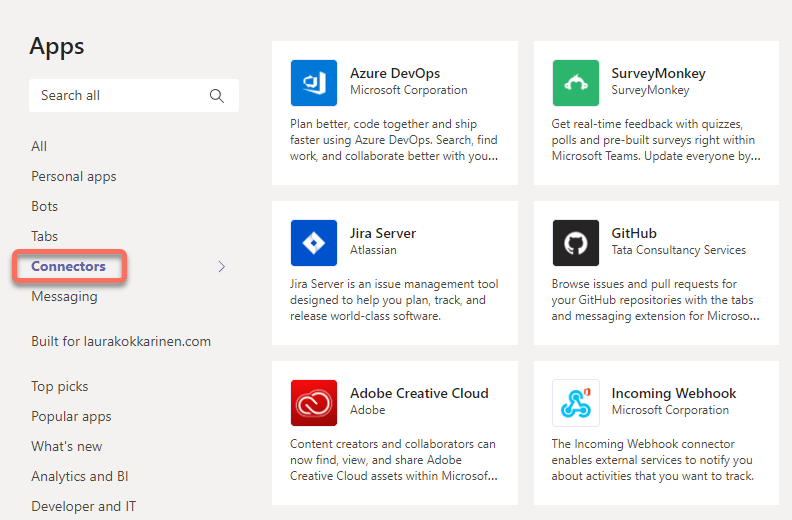 Apps
Search all
All
Personal apps
Bots
Tabs
Connectors
Messaging
Built for laurakokkarinen.com
Top picks
Popular apps
What's new
Analytics and BI
Developer and IT
Azure DevOps
Microsoft Corporation
Plan better, code together and ship
faster using Azure DevOps. Search, find
work, and collaborate better with you...
SurveyMonkey
SurveyMonkey
Get real-time feedback with quizzes,
polls and pre-built surveys right within
Microsoft Teams. Update everyone by...
Jira Server
Atlassian
Jira Server is an issue management tool
designed to help you plan, track, and
release world-class software.
GitHub
Tata Consultancy Services
Browse issues and pull requests for
your GitHub repositories with the tabs
and messaging extension for Microso...
Adobe Creative Cloud
Adobe
Content creators and collaborators can
now find, view, and share Adobe
Creative Cloud assets within Microsof...
Incoming Webhook
Microsoft Corporation
The Incoming Webhook connector
enables external services to notify you
about activities that you want to track.